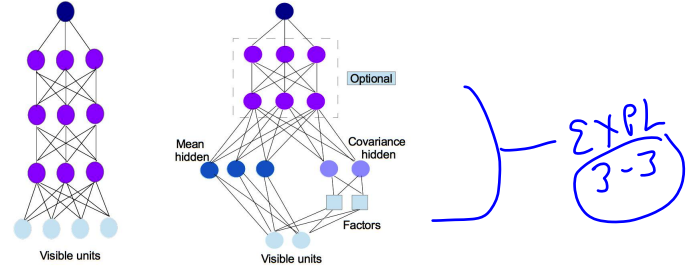 Optional
Mean
hidden
Covariance
hidden
EXPL
3-3
Factors
Visible units
Visible units